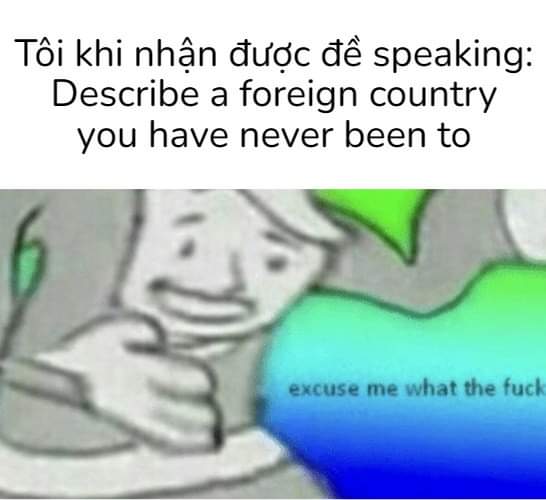 Tôi khi nhận được đề speaking:
Describe a foreign country
you have never been to
excuse me what the fuck